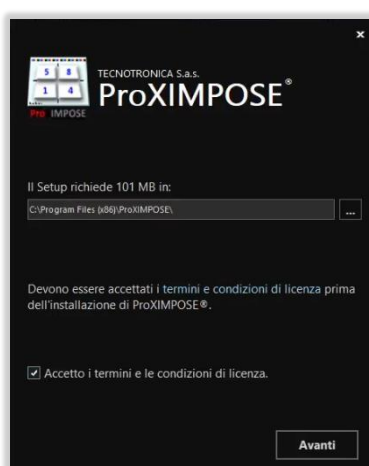 ×
5 8
1 4
Pro IMPOSE
TECNOTRONICA S.a.s.
ProXIMPOSE®
Il Setup richiede 101 MB in:
C:\Program Files (x86)\ProXIMPOSE\
...
Devono essere accettati i termini e condizioni di licenza prima
dell'installazione di ProXIMPOSE®.
Accetto i termini e le condizioni di licenza.
Avanti